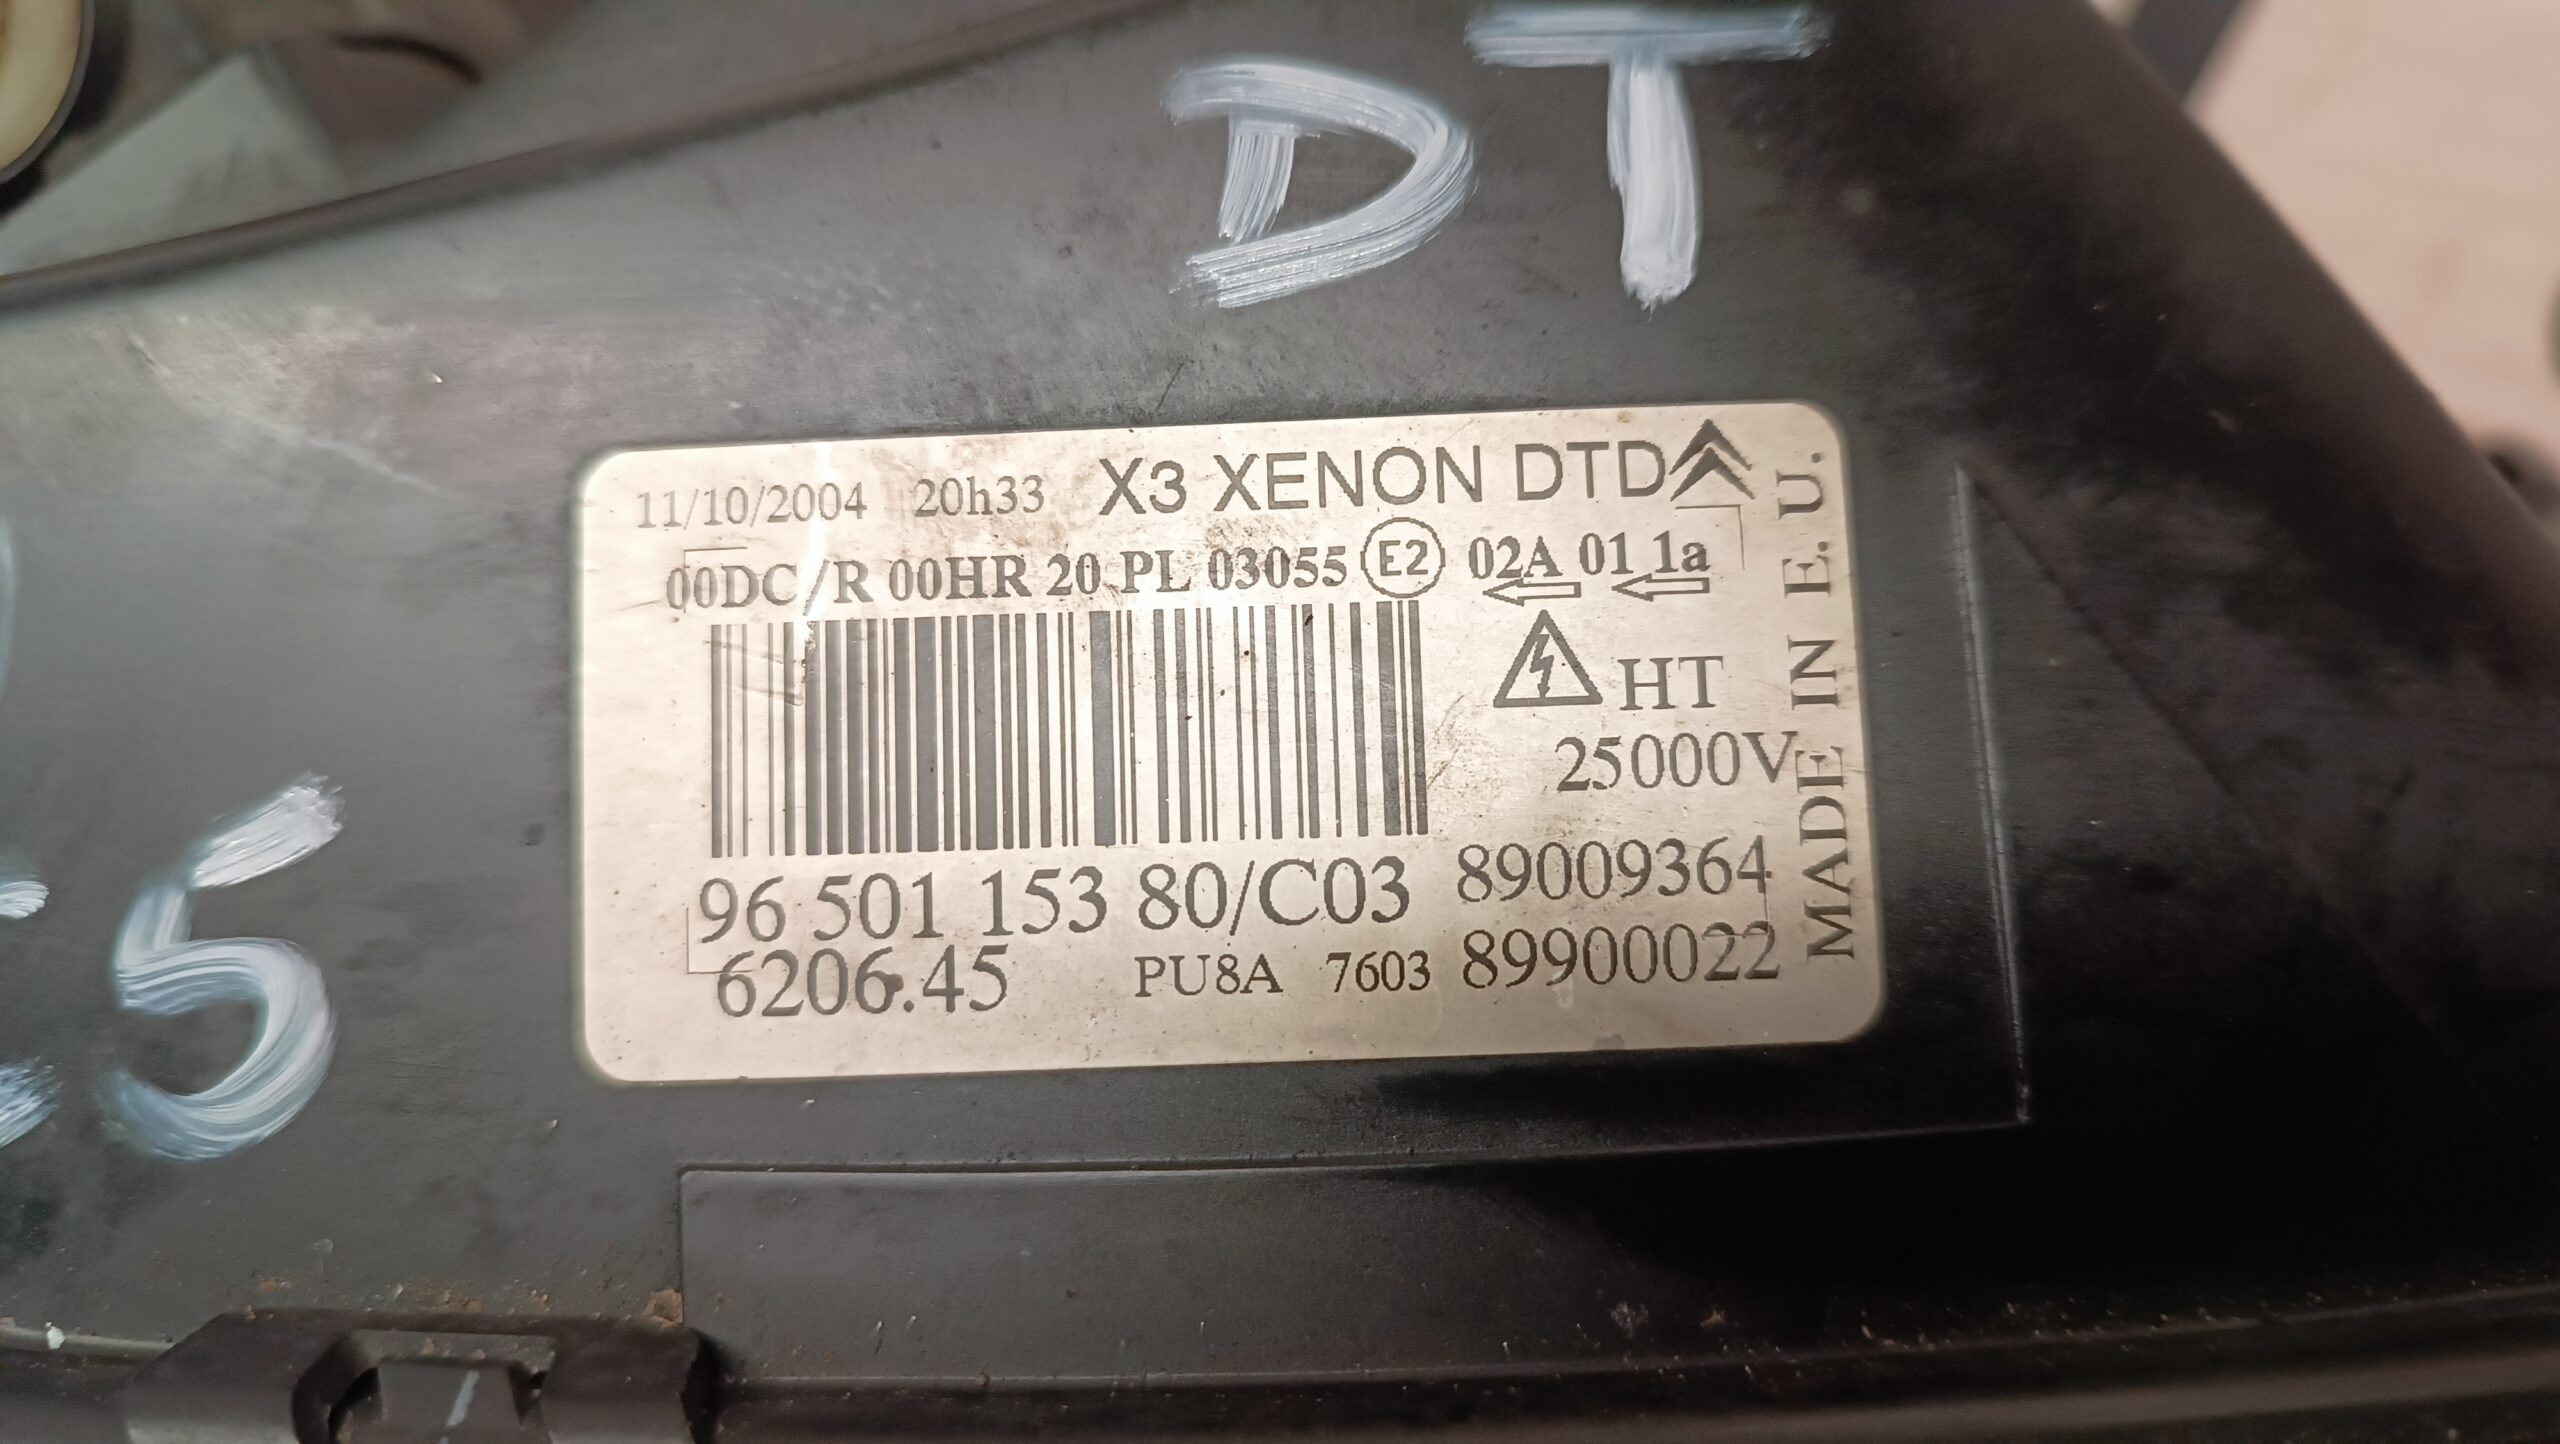 DT
11/10/2004 20h33 X3 XENON DTD
00DC/R 00HR 20 PL 03055 E2 02A 01 1a
HT
25000V
MADE IN E. U.
96 501 153 80/C03 89009364
6206.45 PU8A 7603 89900022
5